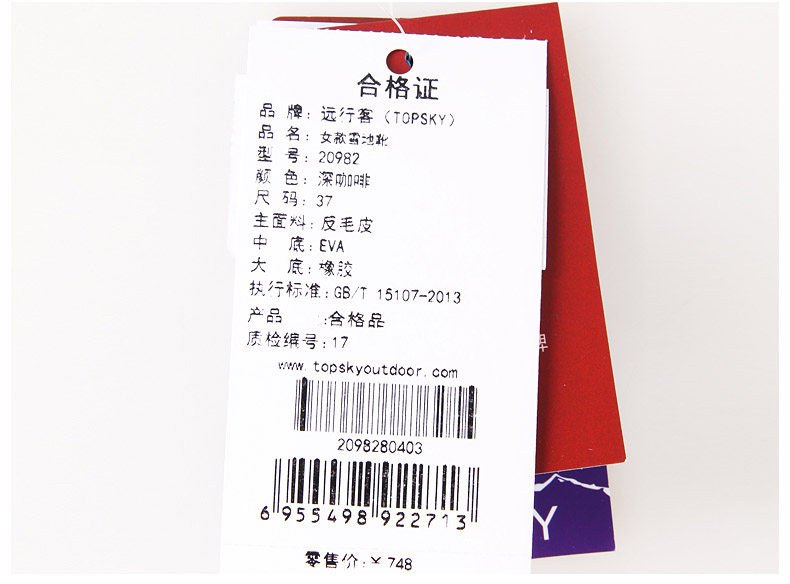 合格证
品 牌: 远行客 (TOPSKY)
品 名: 女款雪地靴
型 号: 20982
颜 色: 深咖啡
尺 码: 37
主面料: 反毛皮
中 底: EVA
大 底: 橡胶
执行标准: GB/T 15107-2013
产品 :合格品
质检编号: 17
www.topskyoutdoor.com
2098280403
6 955498 922713
零售价: ¥ 748
牌
Y